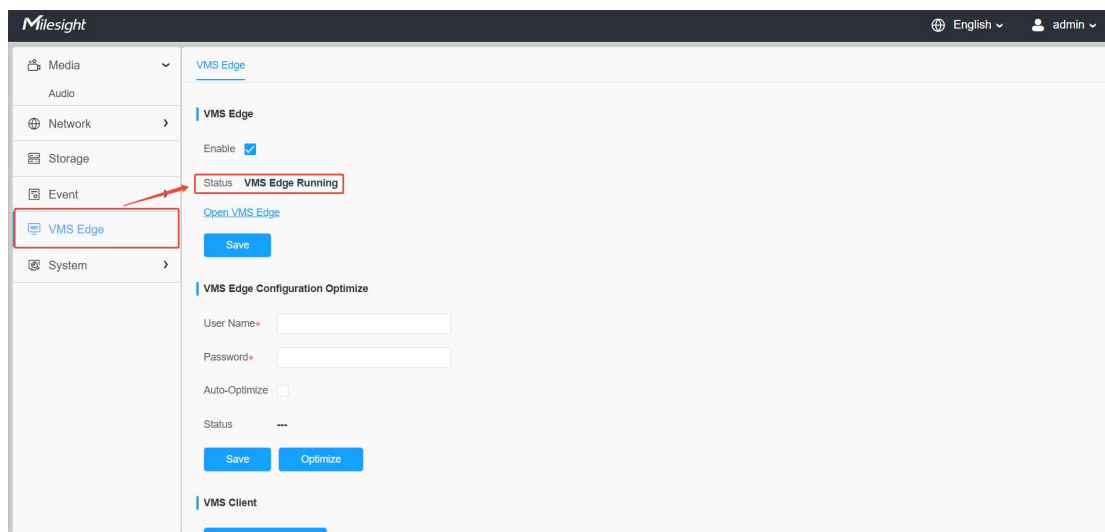 Milesight
English
admin
Media
Audio
Network
Storage
Event
VMS Edge
System
VMS Edge
VMS Edge
Enable
Status VMS Edge Running
Open VMS Edge
Save
VMS Edge Configuration Optimize
User Name*
Password*
Auto-Optimize
Status ---
Save Optimize
VMS Client